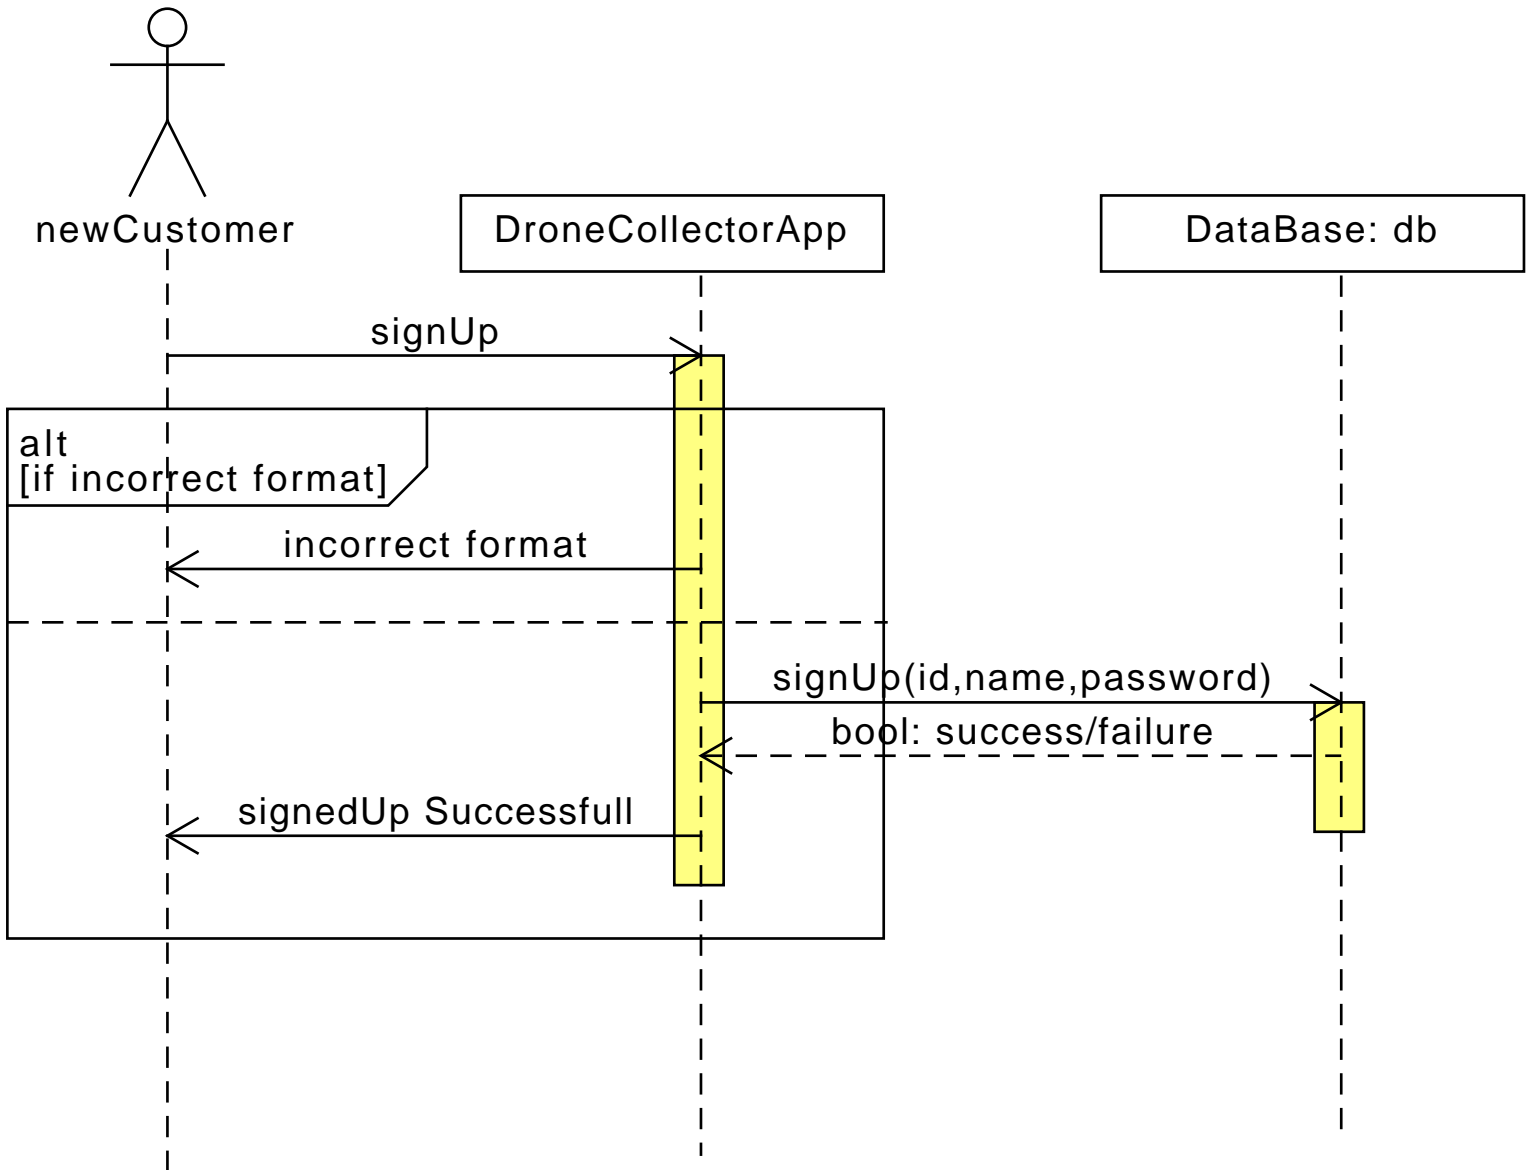 newCustomer
DroneCollectorApp
DataBase: db
signUp
alt
[if incorrect format]
incorrect format
signUp(id,name,password)
bool: success/failure
signedUp Successfull